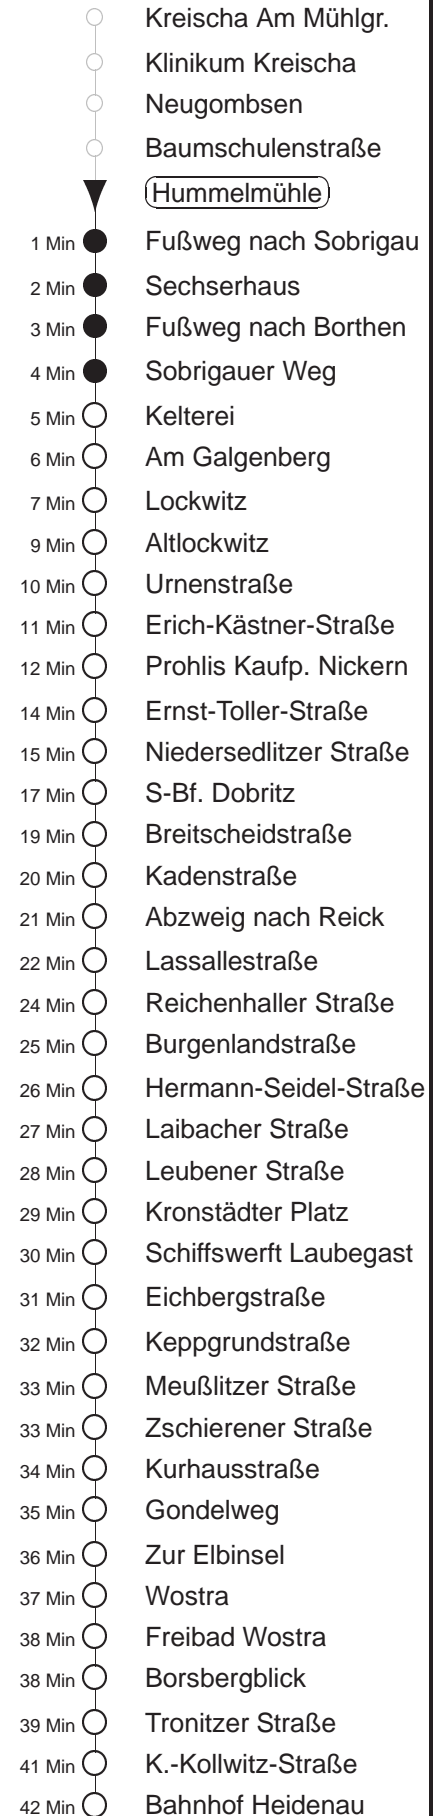 Kreischa Am Mühlgr.
Klinikum Kreischa
Neugombsen
Baumschulenstraße
Hummelmühle
1 Min Fußweg nach Sobrigau
2 Min Sechserhaus
3 Min Fußweg nach Borthen
4 Min Sobrigauer Weg
5 Min Kelterei
6 Min Am Galgenberg
7 Min Lockwitz
9 Min Altlockwitz
10 Min Urnenstraße
11 Min Erich-Kästner-Straße
12 Min Prohlis Kaufp. Nickern
14 Min Ernst-Toller-Straße
15 Min Niedersedlitzer Straße
17 Min S-Bf. Dobritz
19 Min Breitscheidstraße
20 Min Kadenstraße
21 Min Abzweig nach Reick
22 Min Lassallestraße
24 Min Reichenhaller Straße
25 Min Burgenlandstraße
26 Min Hermann-Seidel-Straße
27 Min Laibacher Straße
28 Min Leubener Straße
29 Min Kronstädter Platz
30 Min Schiffswerft Laubegast
31 Min Eichbergstraße
32 Min Keppgrundstraße
33 Min Meußlitzer Straße
33 Min Zschierener Straße
34 Min Kurhausstraße
35 Min Gondelweg
36 Min Zur Elbinsel
37 Min Wostra
38 Min Freibad Wostra
38 Min Borsbergblick
39 Min Tronitzer Straße
41 Min K.-Kollwitz-Straße
42 Min Bahnhof Heidenau